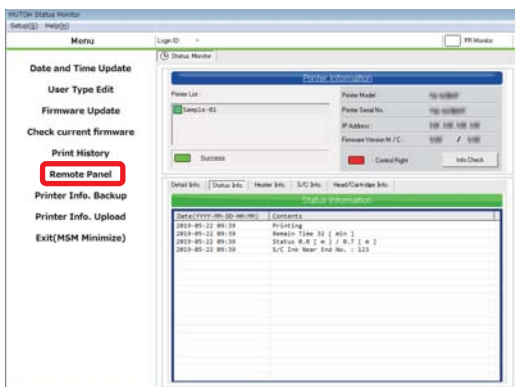 MUTOH Status Monitor
Setup(S) Help(H)
Menu
Login ID: -
PR Monitor
Status Monitor
Date and Time Update
User Type Edit
Firmware Update
Check current firmware
Print History
Remote Panel
Printer Info. Backup
Printer Info. Upload
Exit(MSM Minimize)
Printer Information
Printer List :
Sample-01
Success
Printer Model :
Printer Serial No. :
IP Address :
Firmware Version M / C :
/
: Control Right
Info Check
Detail Info. Status Info. Heater Info. S/C Info. Head/Cartridge Info.
Status Information
Date(YYYY-MM-DD-HH:MM) Contents
2019-05-22 09:59 Printing
2019-05-22 09:59 Remain Time 32 [ min ]
2019-05-22 09:59 Status 0.0 [ m ] / 0.7 [ m ]
2019-05-22 09:59 S/C Ink Near End No. : 123